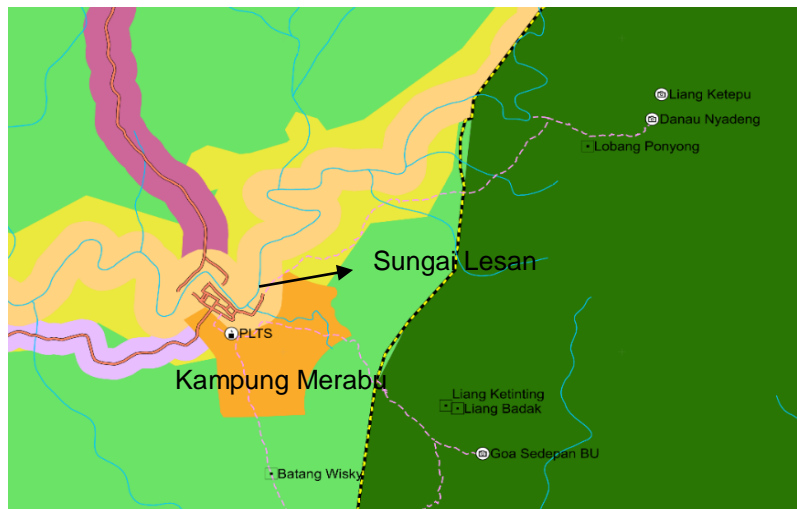 Liang Ketepu
Danau Nyadeng
Lobang Ponyong
Sungai Lesan
PLTS
Kampung Merabu
Liang Ketinting
Liang Badak
Goa Sedepan BU
Batang Wisky